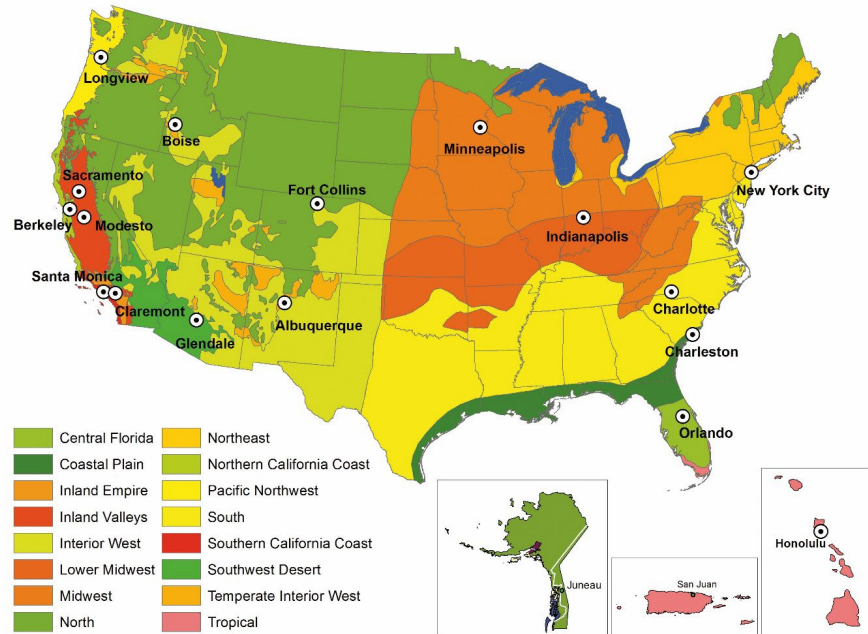 Longview
Boise
Minneapolis
New York City
Sacramento
Fort Collins
Berkeley
Modesto
Indianapolis
Santa Monica
Claremont
Albuquerque
Charlotte
Glendale
Charleston
Orlando
Central Florida
Coastal Plain
Inland Empire
Inland Valleys
Interior West
Lower Midwest
Midwest
North
Northeast
Northern California Coast
Pacific Northwest
South
Southern California Coast
Southwest Desert
Temperate Interior West
Tropical
Juneau
San Juan
Honolulu